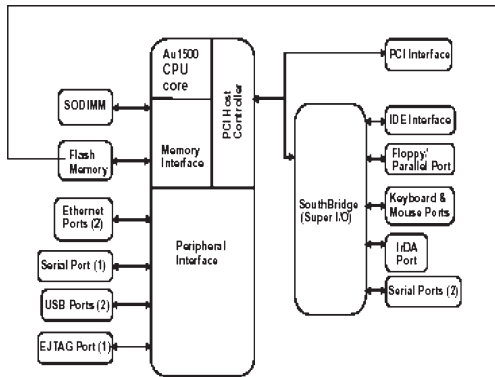 Au1500
CPU
core
PCI Host
Controller
Memory
Interface
Peripheral
Interface
SODIMM
Flash
Memory
Ethernet
Ports (2)
Serial Port (1)
USB Ports (2)
EJTAG Port (1)
SouthBridge
(Super I/O)
PCI Interface
IDE Interface
Floppy/
Parallel Port
Keyboard &
Mouse Ports
IrDA
Port
Serial Ports (2)